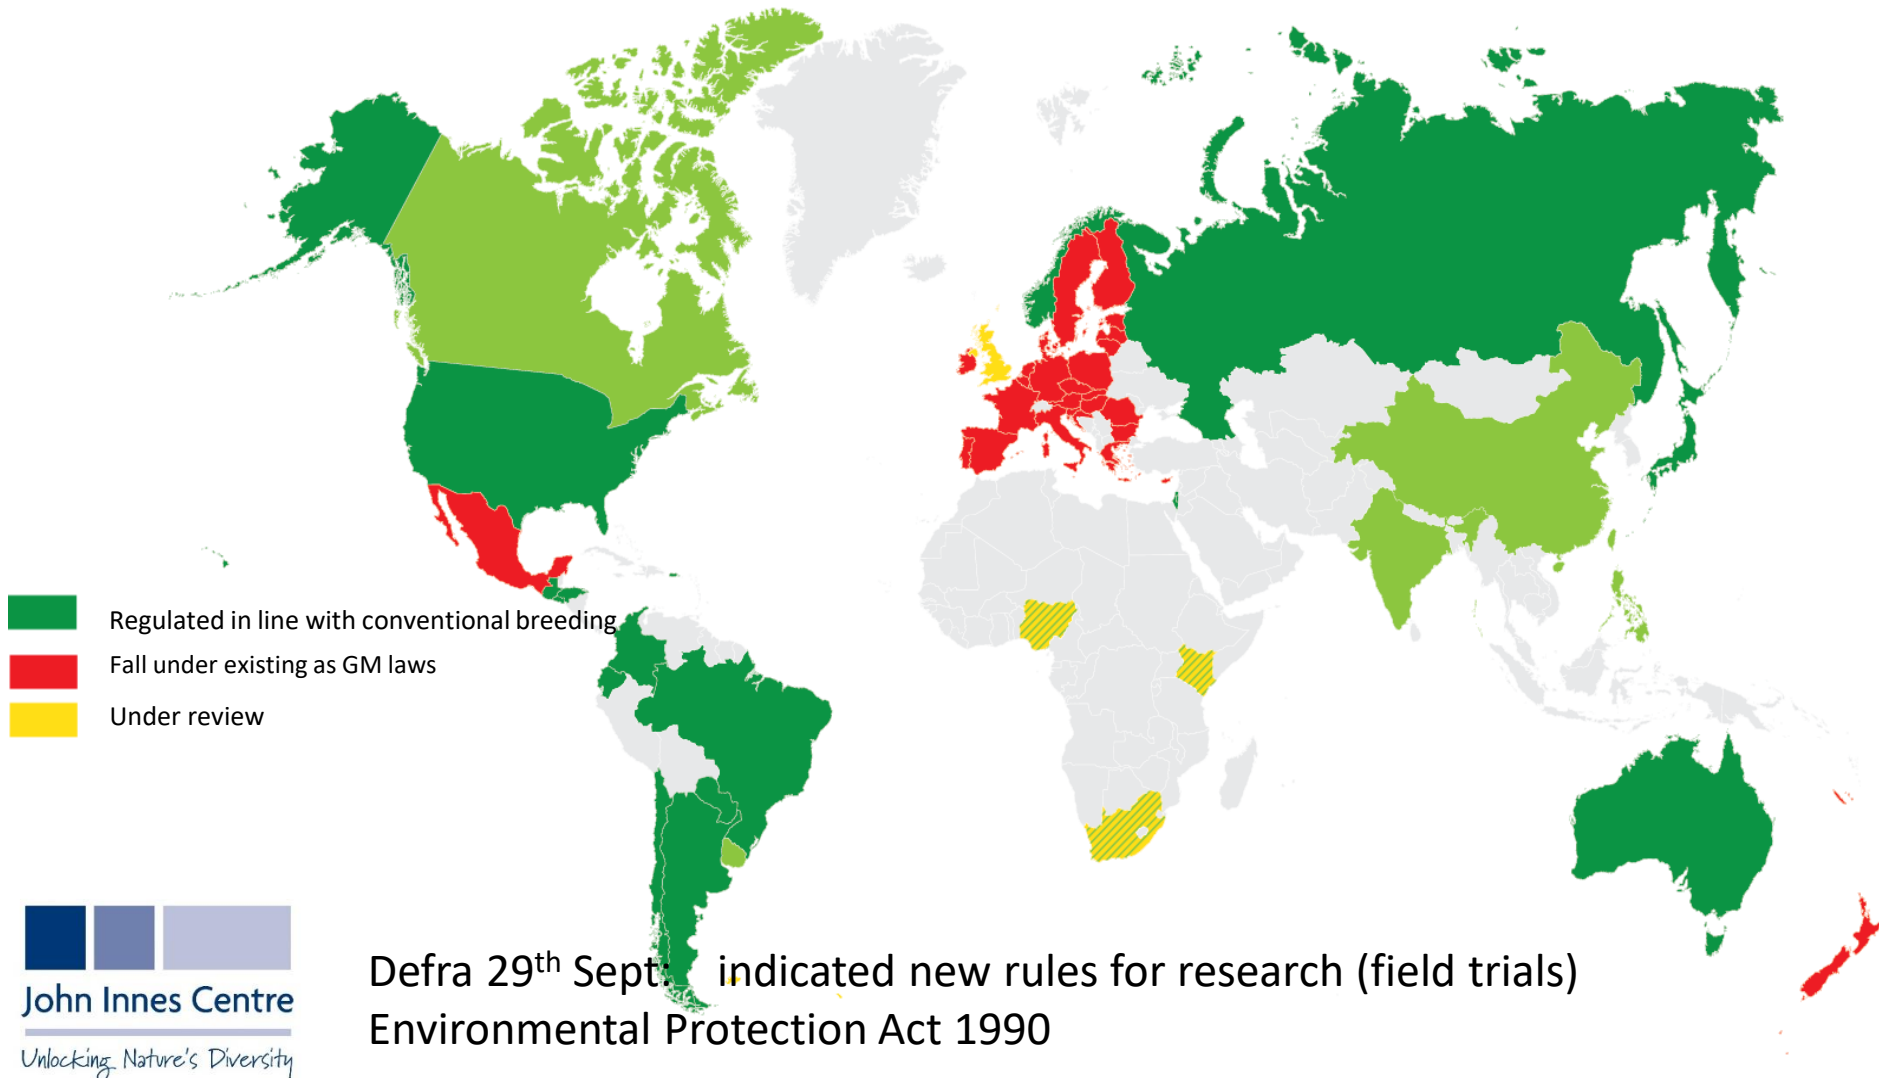 Regulated in line with conventional breeding
Fall under existing as GM laws
Under review
John Innes Centre
Unlocking Nature's Diversity
Defra 29th Sept: indicated new rules for research (field trials)
Environmental Protection Act 1990